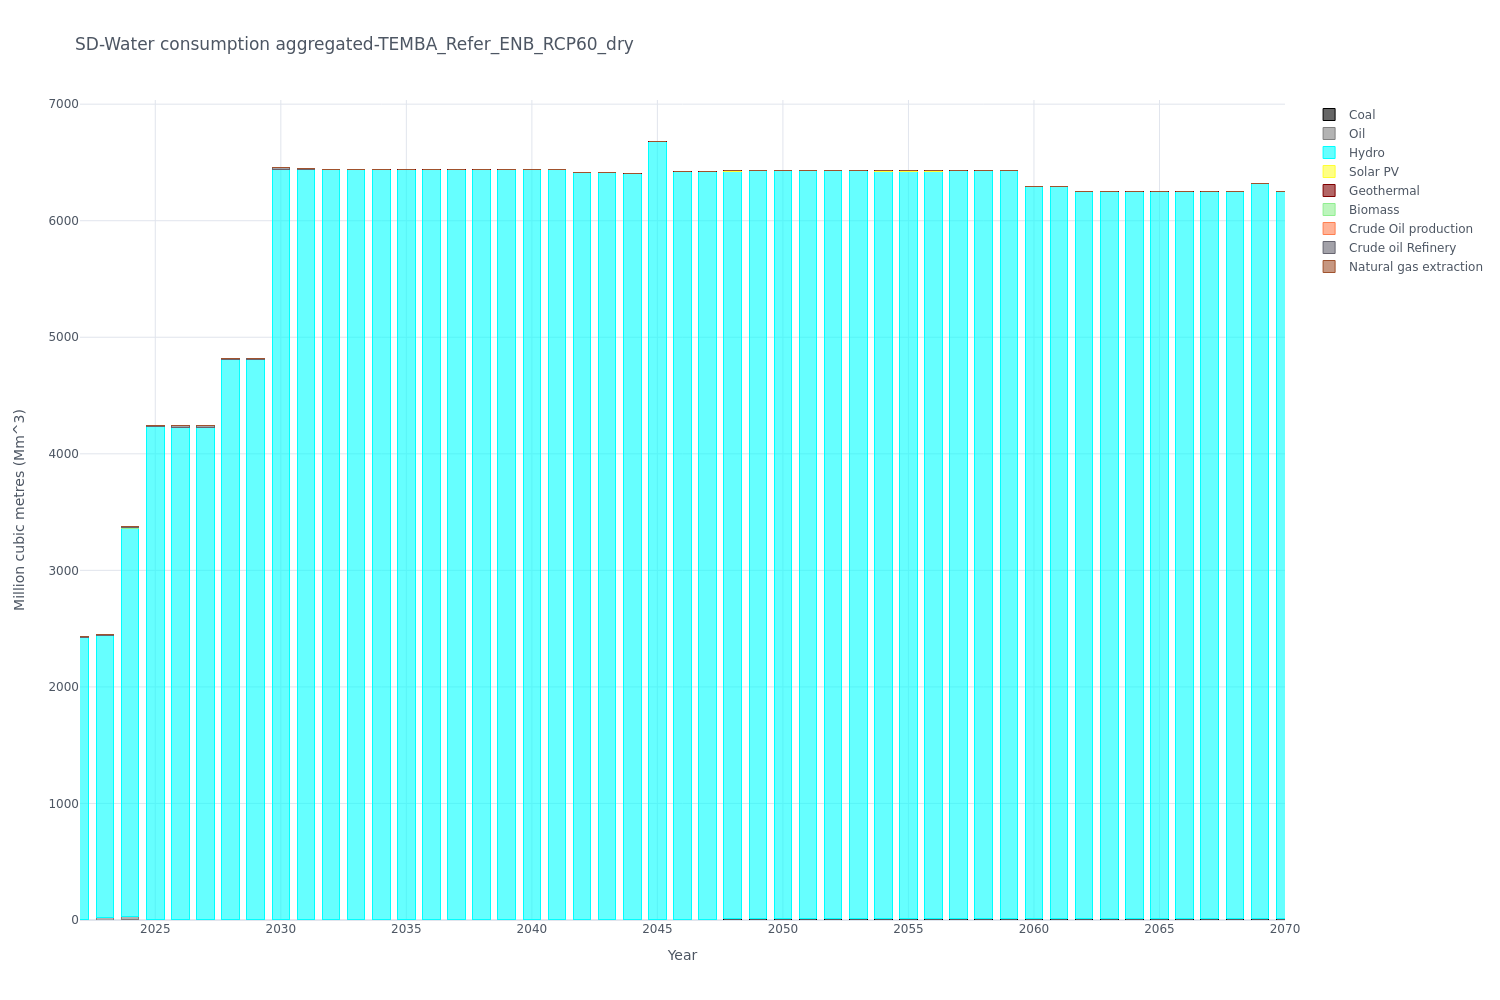 SD-Water consumption aggregated-TEMBA_Refer_ENB_RCP60_dry
7000
6000
5000
4000
3000
2000
1000
0
Million cubic metres (Mm^3)
2025
2030
2035
2040
2045
2050
2055
2060
2065
2070
Year
Coal
Oil
Hydro
Solar PV
Geothermal
Biomass
Crude Oil production
Crude oil Refinery
Natural gas extraction